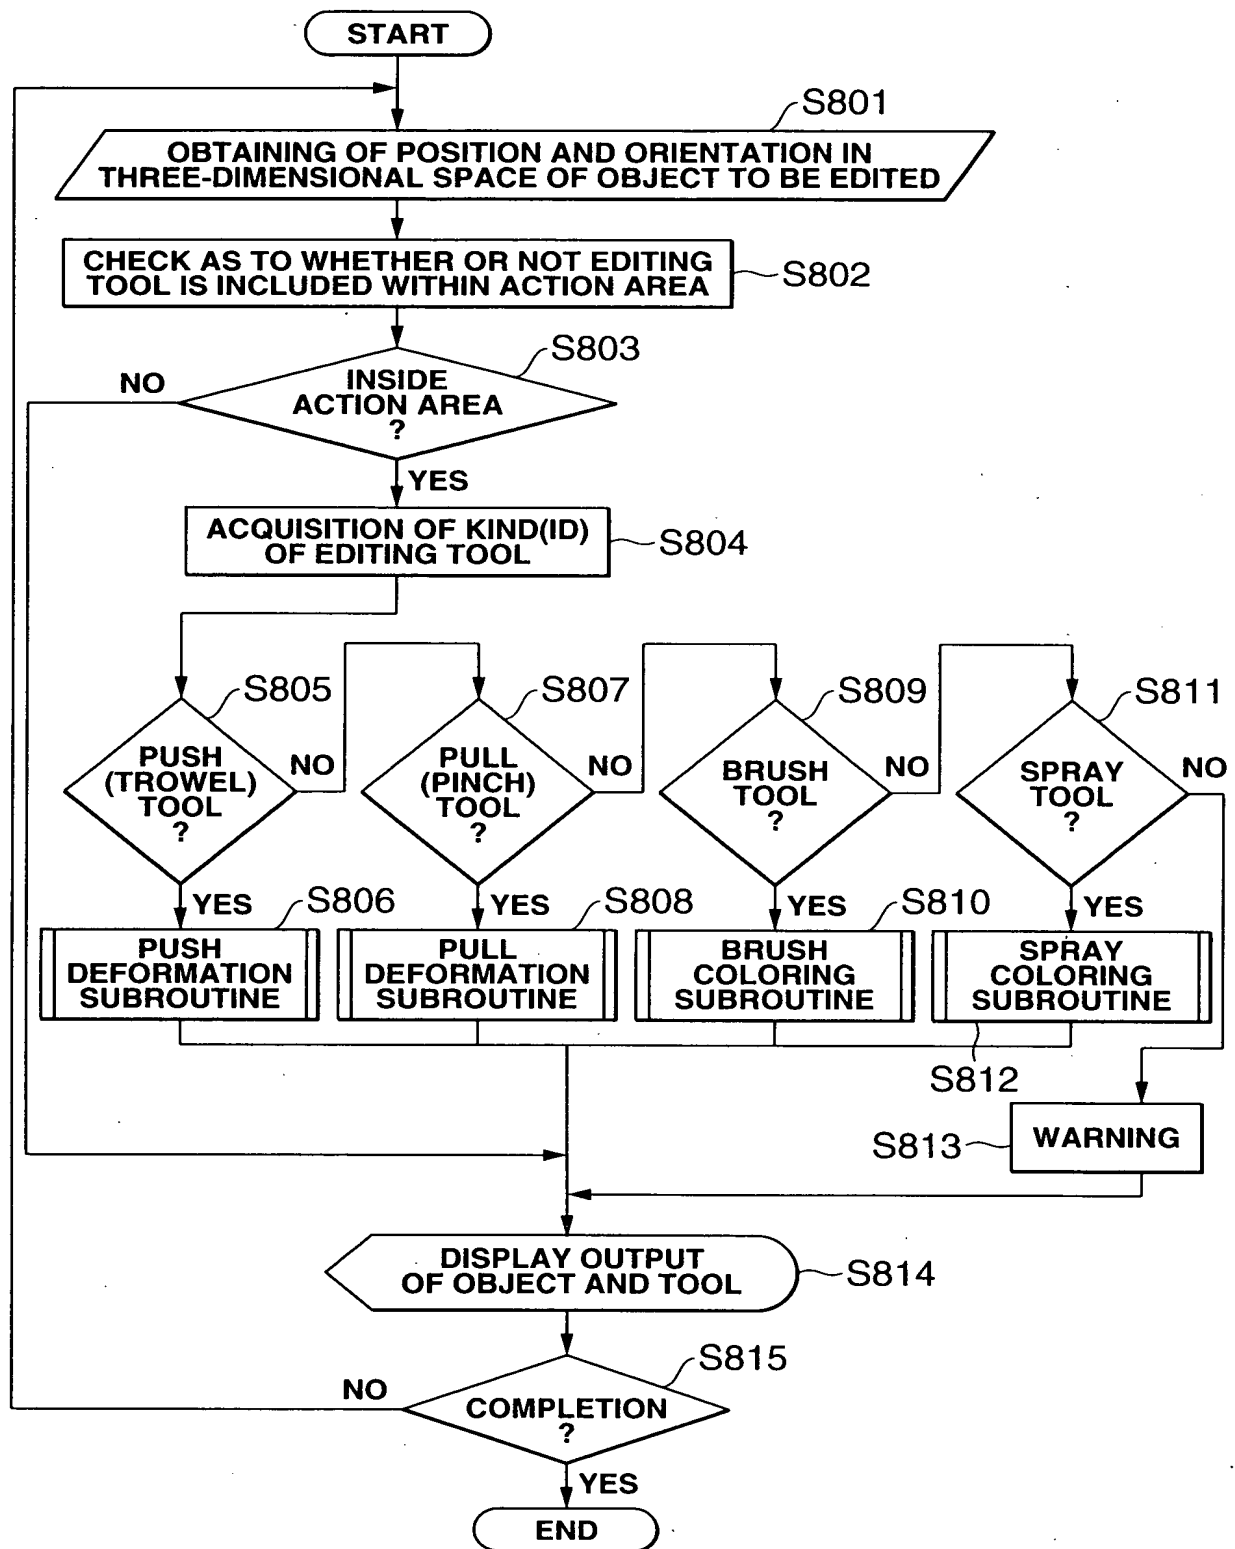 START
S801
OBTAINING OF POSITION AND ORIENTATION IN
THREE-DIMENSIONAL SPACE OF OBJECT TO BE EDITED
CHECK AS TO WHETHER OR NOT EDITING
TOOL IS INCLUDED WITHIN ACTION AREA
S802
S803
NO
INSIDE
ACTION AREA
?
YES
ACQUISITION OF KIND(ID)
OF EDITING TOOL
S804
S805
PUSH
(TROWEL)
TOOL
?
NO
S807
PULL
(PINCH)
TOOL
?
NO
S809
BRUSH
TOOL
?
NO
S811
SPRAY
TOOL
?
NO
YES
S806
PUSH
DEFORMATION
SUBROUTINE
YES
S808
PULL
DEFORMATION
SUBROUTINE
YES
S810
BRUSH
COLORING
SUBROUTINE
YES
SPRAY
COLORING
SUBROUTINE
S812
S813
WARNING
DISPLAY OUTPUT
OF OBJECT AND TOOL
S814
S815
NO
COMPLETION
?
YES
END